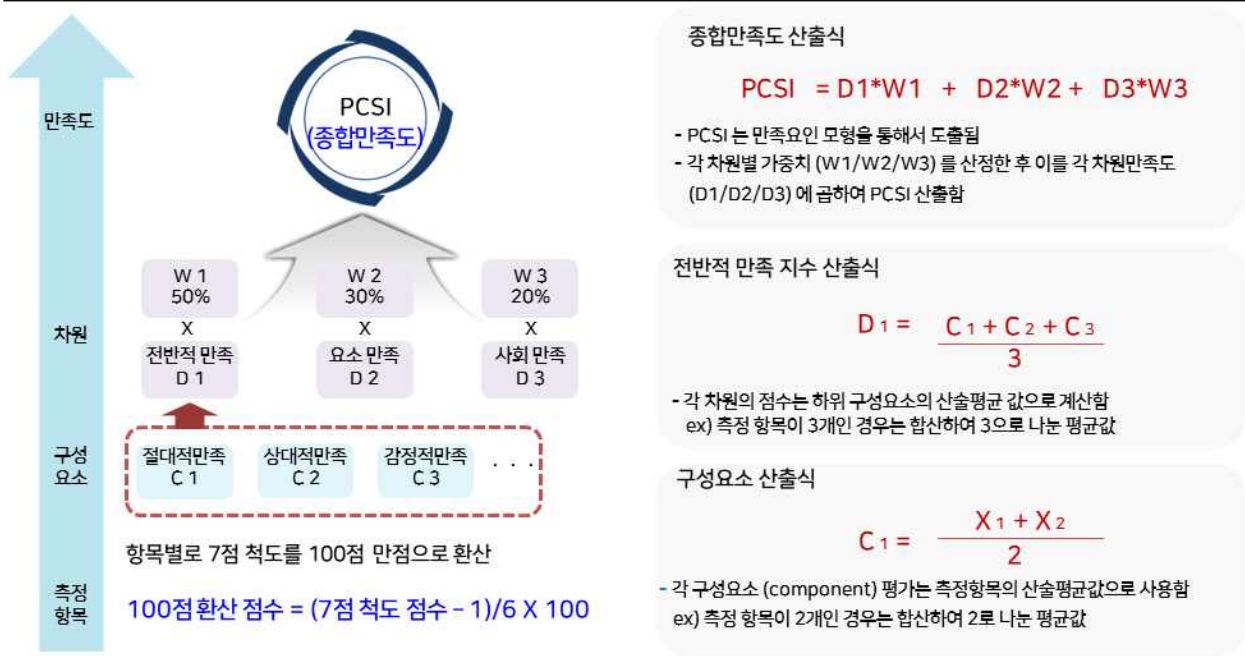 만족도
PCSI
(종합만족도)
W 1
50%
W 2
30%
W 3
20%
차원
X
X
X
전반적 만족
D 1
요소 만족
D 2
사회 만족
D 3
구성
요소
절대적만족
C 1
상대적만족
C 2
감정적만족
C 3
. . .
항목별로 7점 척도를 100점 만점으로 환산
측정
항목
100점 환산 점수 = (7점 척도 점수 – 1)/6 X 100
종합만족도 산출식
PCSI = D1*W1 + D2*W2 + D3*W3
- PCSI 는 만족요인 모형을 통해서 도출됨
- 각 차원별 가중치 (W1/W2/W3) 를 산정한 후 이를 각 차원만족도
(D1/D2/D3) 에 곱하여 PCSI 산출함
전반적 만족 지수 산출식
D 1 = C 1 + C 2 + C 3
3
- 각 차원의 점수는 하위 구성요소의 산술평균 값으로 계산함
ex) 측정 항목이 3개인 경우는 합산하여 3으로 나눈 평균값
구성요소 산출식
C 1 = X 1 + X 2
2
- 각 구성요소 (component) 평가는 측정항목의 산술평균값으로 사용함
ex) 측정 항목이 2개인 경우는 합산하여 2로 나눈 평균값